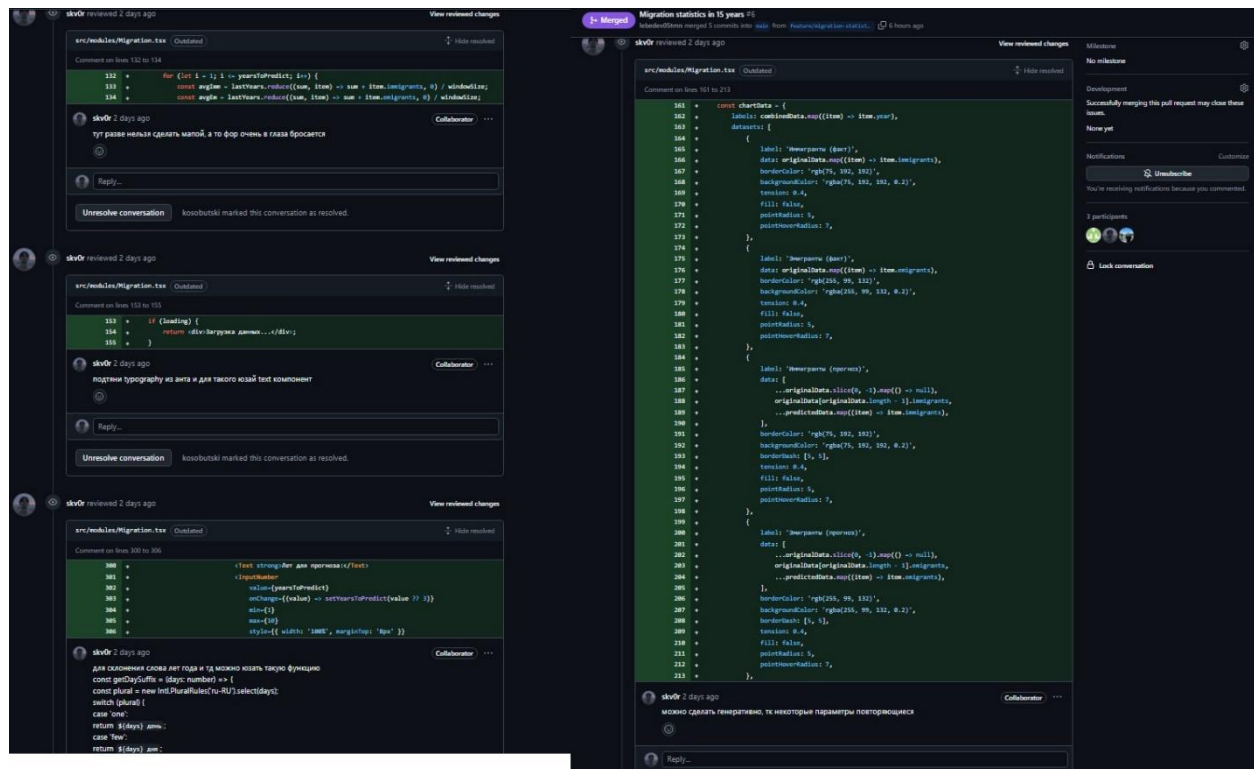 skv0r reviewed 2 days ago
View reviewed changes
src/modules/Migration.tsx Outdated
Hide resolved
Comment on lines 132 to 134
132 + for (let i = 1; i <= yearsToPredict; i++) {
133 + const avgImm = lastYears.reduce((sum, item) => sum + item.immigrants, 0) / windowSize;
134 + const avgEm = lastYears.reduce((sum, item) => sum + item.emigrants, 0) / windowSize;
skv0r 2 days ago
Collaborator
тут разве нельзя сделать мапой, а то фор очень в глаза бросается
Reply...
Unresolve conversation
kosobutski marked this conversation as resolved.
skv0r reviewed 2 days ago
View reviewed changes
src/modules/Migration.tsx Outdated
Hide resolved
Comment on lines 153 to 155
153 + if (loading) {
154 + return <div>Загрузка данных...</div>;
155 + }
skv0r 2 days ago
Collaborator
подтяни typography из анта и для такого юзай text компонент
Reply...
Unresolve conversation
kosobutski marked this conversation as resolved.
skv0r reviewed 2 days ago
View reviewed changes
src/modules/Migration.tsx Outdated
Hide resolved
Comment on lines 300 to 306
300 + <Text strong>Лет для прогноза:</Text>
301 + <InputNumber
302 + value={yearsToPredict}
303 + onChange={(value) => setYearsToPredict(value ?? 3)}
304 + min={1}
305 + max={10}
306 + style={{ width: '100%', marginTop: '8px' }}
skv0r 2 days ago
Collaborator
для склонения слова лет года и тд можно юзать такую функцию
const getDaySuffix = (days: number) => {
const plural = new Intl.PluralRules('ru-RU').select(days);
switch (plural) {
case 'one':
return `${days} день`;
case 'few':
return `${days} дня`;
Merged
Migration statistics in 15 years #6
merged 5 commits into main from feature/migration-statist... 6 hours ago
skv0r reviewed 2 days ago
View reviewed changes
src/modules/Migration.tsx Outdated
Hide resolved
Comment on lines 161 to 213
161 + const chartData = {
162 + labels: combinedData.map((item) => item.year),
163 + datasets: [
164 + {
165 + label: 'Иммигранты (факт)',
166 + data: originalData.map((item) => item.immigrants),
167 + borderColor: 'rgb(75, 192, 192)',
168 + backgroundColor: 'rgba(75, 192, 192, 0.2)',
169 + tension: 0.4,
170 + fill: false,
171 + pointRadius: 5,
172 + pointHoverRadius: 7,
173 + },
174 + {
175 + label: 'Эмигранты (факт)',
176 + data: originalData.map((item) => item.emigrants),
177 + borderColor: 'rgb(255, 99, 132)',
178 + backgroundColor: 'rgba(255, 99, 132, 0.2)',
179 + tension: 0.4,
180 + fill: false,
181 + pointRadius: 5,
182 + pointHoverRadius: 7,
183 + },
184 + {
185 + label: 'Иммигранты (прогноз)',
186 + data: [
187 + ...originalData.slice(0, -1).map(() => null),
188 + originalData[originalData.length - 1].immigrants,
189 + ...predictedData.map((item) => item.immigrants),
190 + ],
191 + borderColor: 'rgb(75, 192, 192)',
192 + backgroundColor: 'rgba(75, 192, 192, 0.2)',
193 + borderDash: [5, 5],
194 + tension: 0.4,
195 + fill: false,
196 + pointRadius: 5,
197 + pointHoverRadius: 7,
198 + },
199 + {
200 + label: 'Эмигранты (прогноз)',
201 + data: [
202 + ...originalData.slice(0, -1).map(() => null),
203 + originalData[originalData.length - 1].emigrants,
204 + ...predictedData.map((item) => item.emigrants),
205 + ],
206 + borderColor: 'rgb(255, 99, 132)',
207 + backgroundColor: 'rgba(255, 99, 132, 0.2)',
208 + borderDash: [5, 5],
209 + tension: 0.4,
210 + fill: false,
211 + pointRadius: 5,
212 + pointHoverRadius: 7,
213 + },
skv0r 2 days ago
Collaborator
можно сделать генеративно, тк некоторые параметры повторяющиеся
Reply...
Milestone
No milestone
Development
Successfully merging this pull request may close these
issues.
None yet
Notifications
Customize
Unsubscribe
You're receiving notifications because you commented.
3 participants
Lock conversation